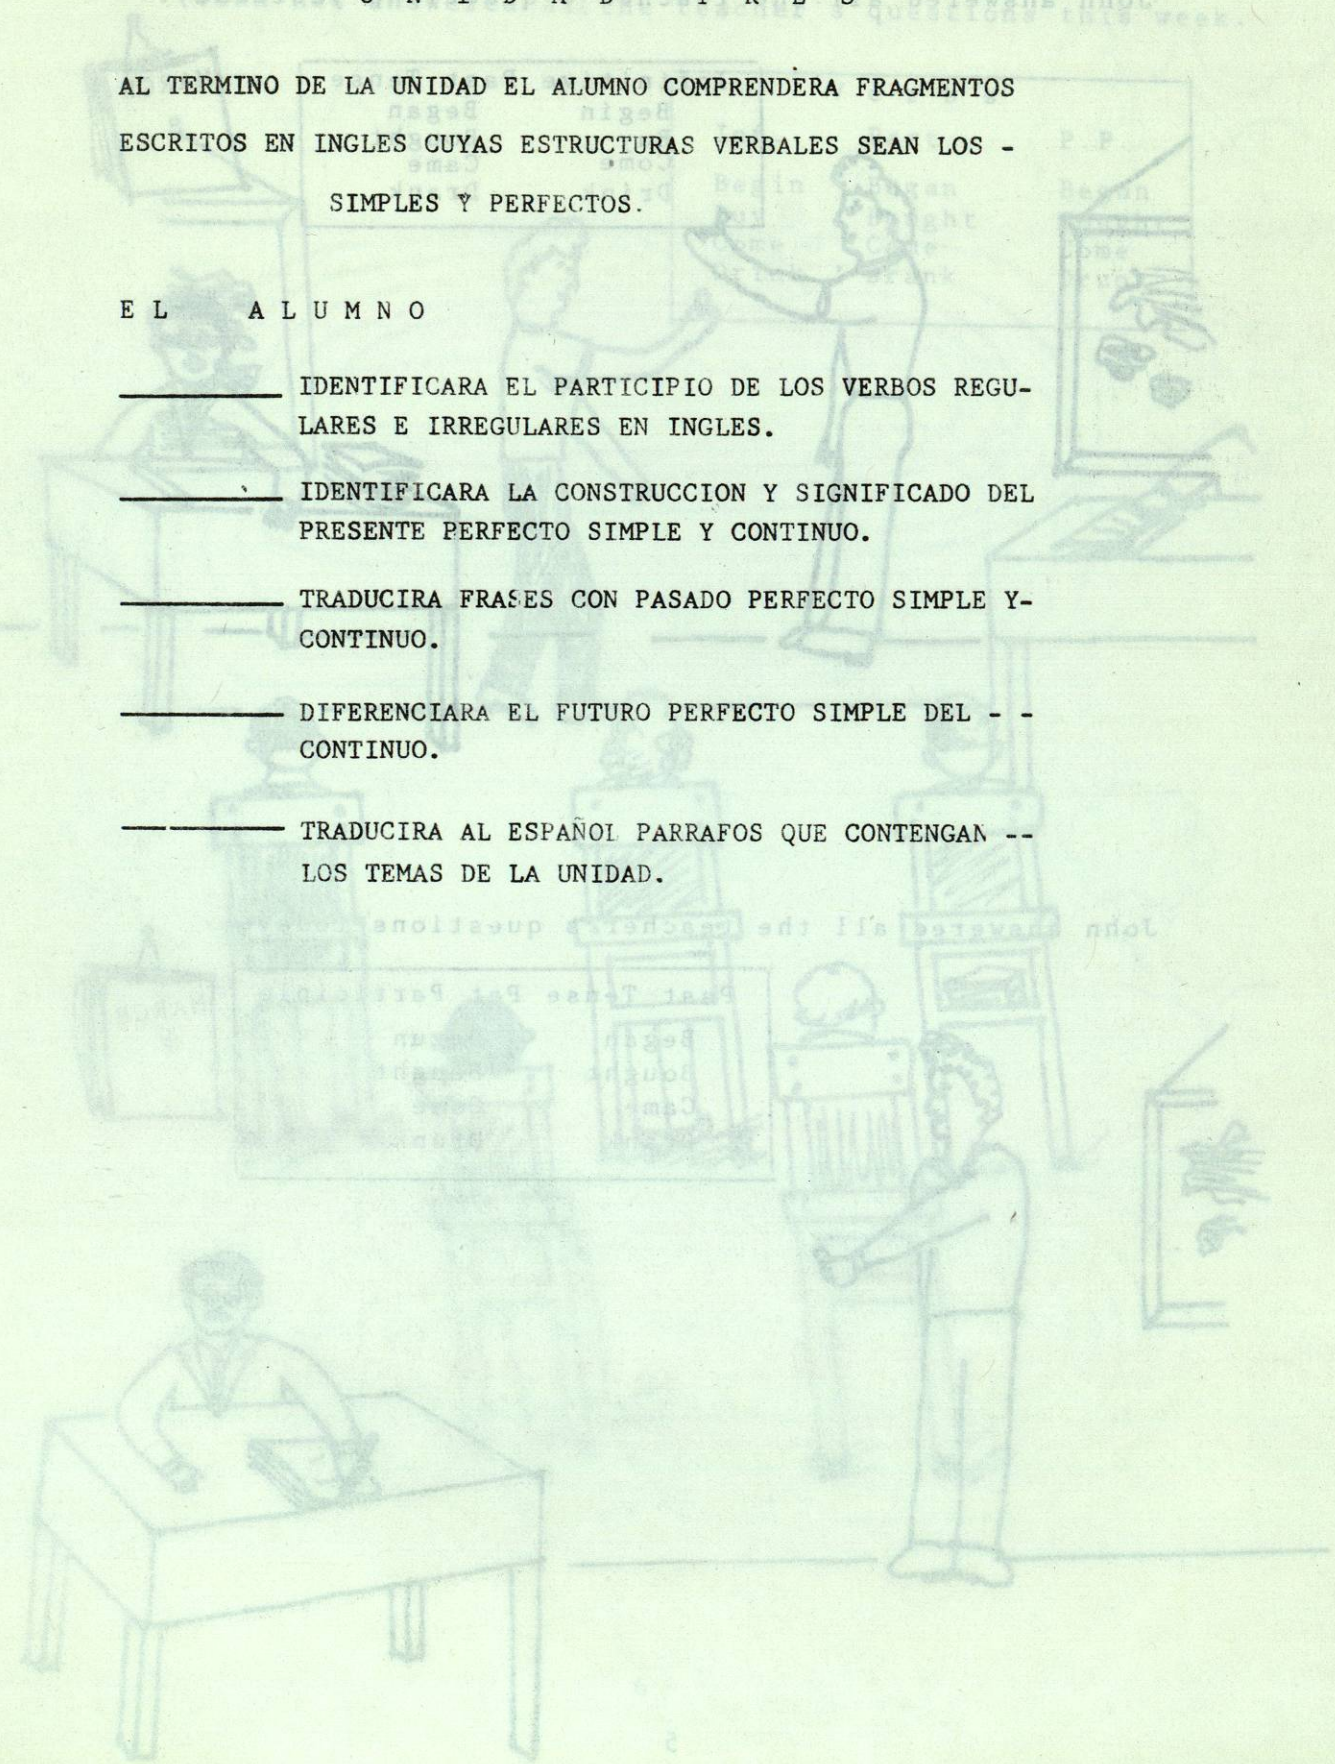 U N I D A D T R E S
AL TERMINO DE LA UNIDAD EL ALUMNO COMPRENDERA FRAGMENTOS
ESCRITOS EN INGLES CUYAS ESTRUCTURAS VERBALES SEAN LOS -
SIMPLES Y PERFECTOS.
E L A L U M N O
IDENTIFICARA EL PARTICIPIO DE LOS VERBOS REGU-
LARES E IRREGULARES EN INGLES.
IDENTIFICARA LA CONSTRUCCION Y SIGNIFICADO DEL
PRESENTE PERFECTO SIMPLE Y CONTINUO.
TRADUCIRA FRASES CON PASADO PERFECTO SIMPLE Y-
CONTINUO.
DIFERENCIARA EL FUTURO PERFECTO SIMPLE DEL - -
CONTINUO.
TRADUCIRA AL ESPAÑOL PARRAFOS QUE CONTENGAN --
LOS TEMAS DE LA UNIDAD.